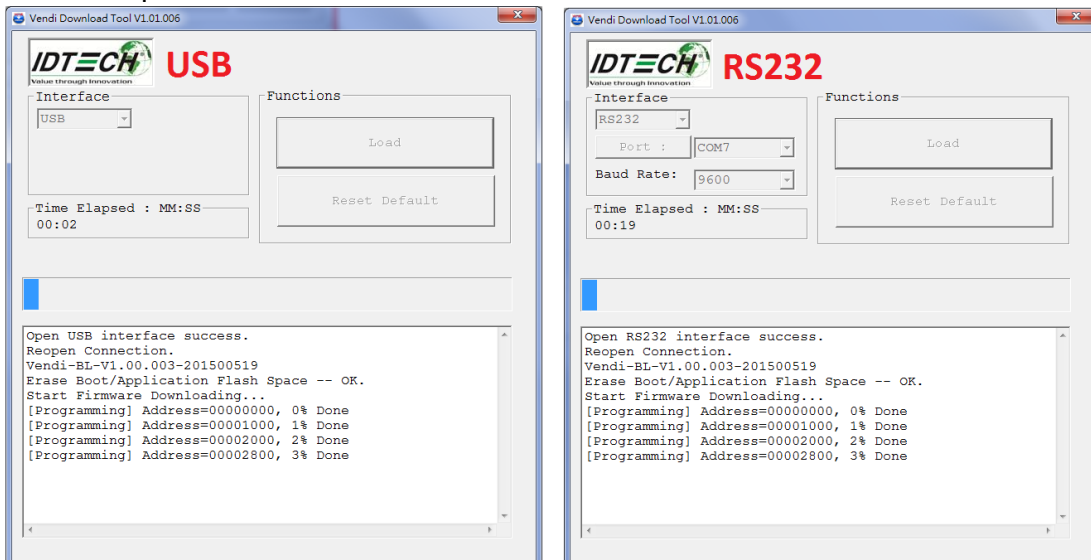 Vendi Download Tool V1.01.006
IDTECH
Value through Innovation
USB
Interface
USB
Functions
Load
Reset Default
Time Elapsed : MM:SS
00:02
Open USB interface success.
Reopen Connection.
Vendi-BL-V1.00.003-201500519
Erase Boot/Application Flash Space -- OK.
Start Firmware Downloading...
[Programming] Address=00000000, 0% Done
[Programming] Address=00001000, 1% Done
[Programming] Address=00002000, 2% Done
[Programming] Address=00002800, 3% Done
Vendi Download Tool V1.01.006
IDTECH
Value through Innovation
RS232
Interface
RS232
Port :
COM7
Baud Rate:
9600
Functions
Load
Reset Default
Time Elapsed : MM:SS
00:19
Open RS232 interface success.
Reopen Connection.
Vendi-BL-V1.00.003-201500519
Erase Boot/Application Flash Space -- OK.
Start Firmware Downloading...
[Programming] Address=00000000, 0% Done
[Programming] Address=00001000, 1% Done
[Programming] Address=00002000, 2% Done
[Programming] Address=00002800, 3% Done